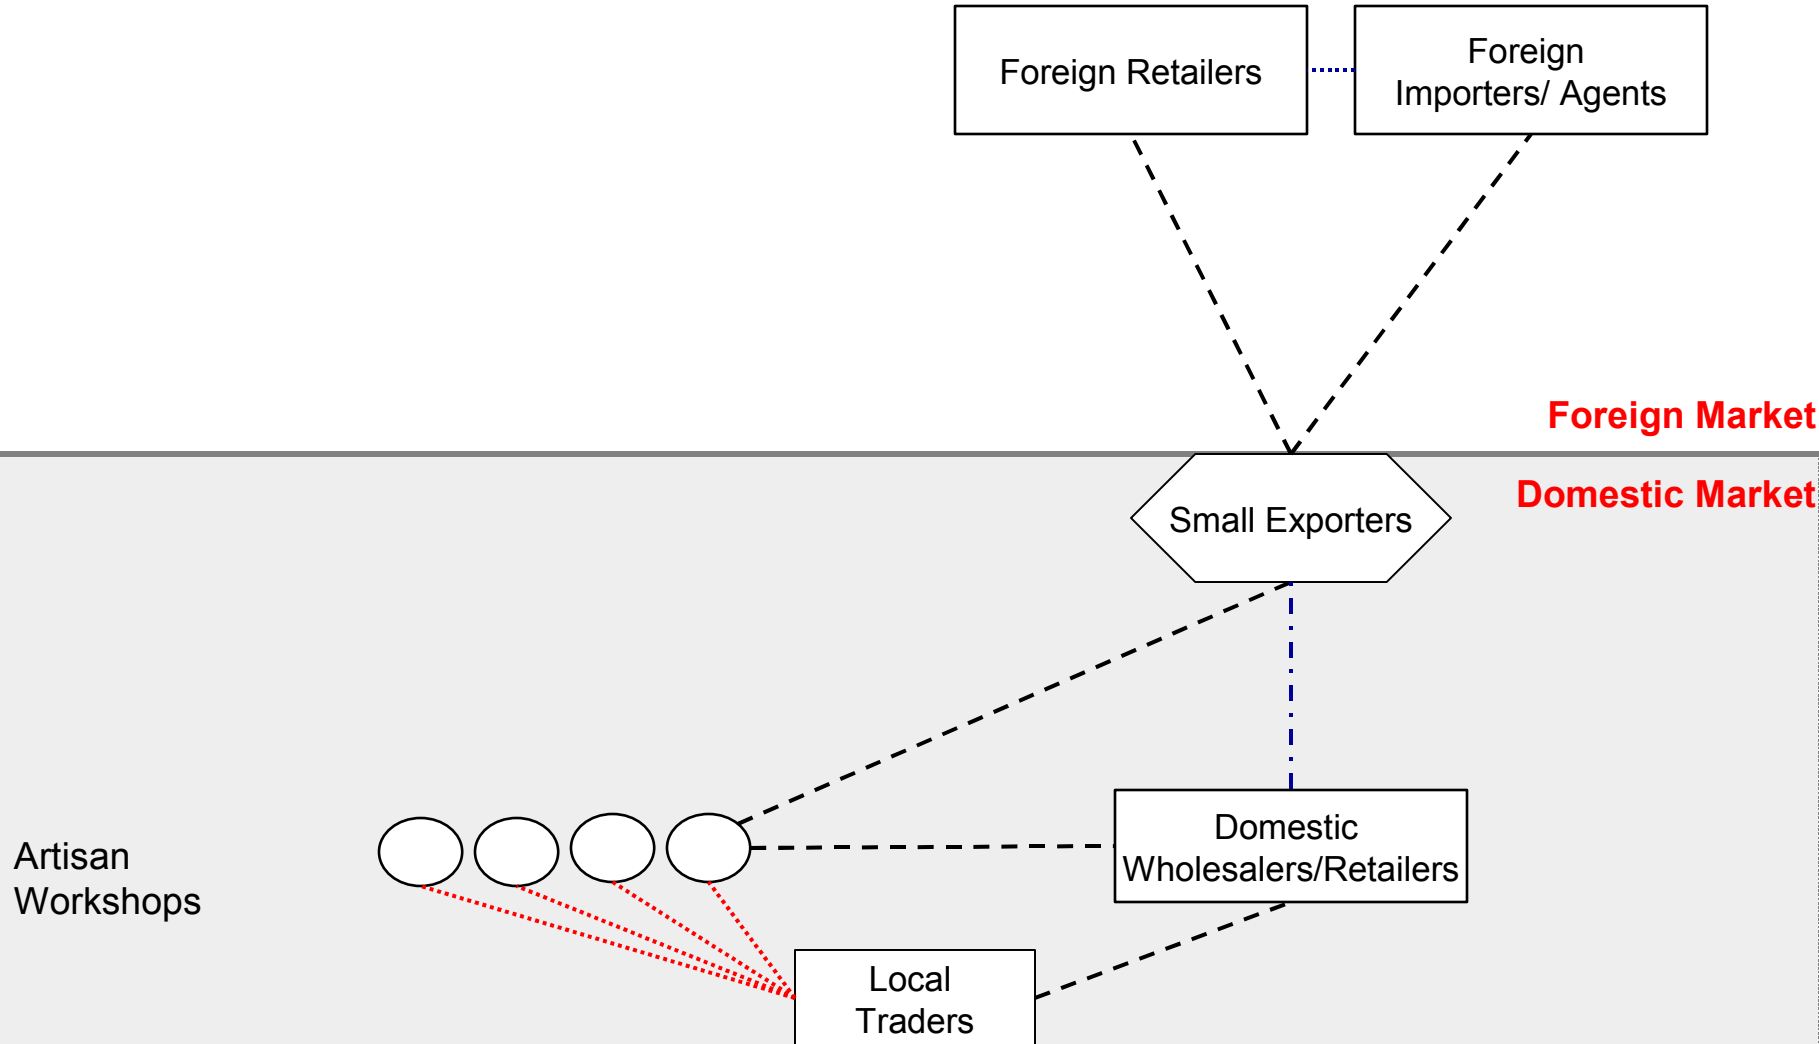 Foreign Retailers
Foreign
Importers/ Agents
Foreign Market
Domestic Market
Small Exporters
Artisan
Workshops
Domestic
Wholesalers/Retailers
Local
Traders